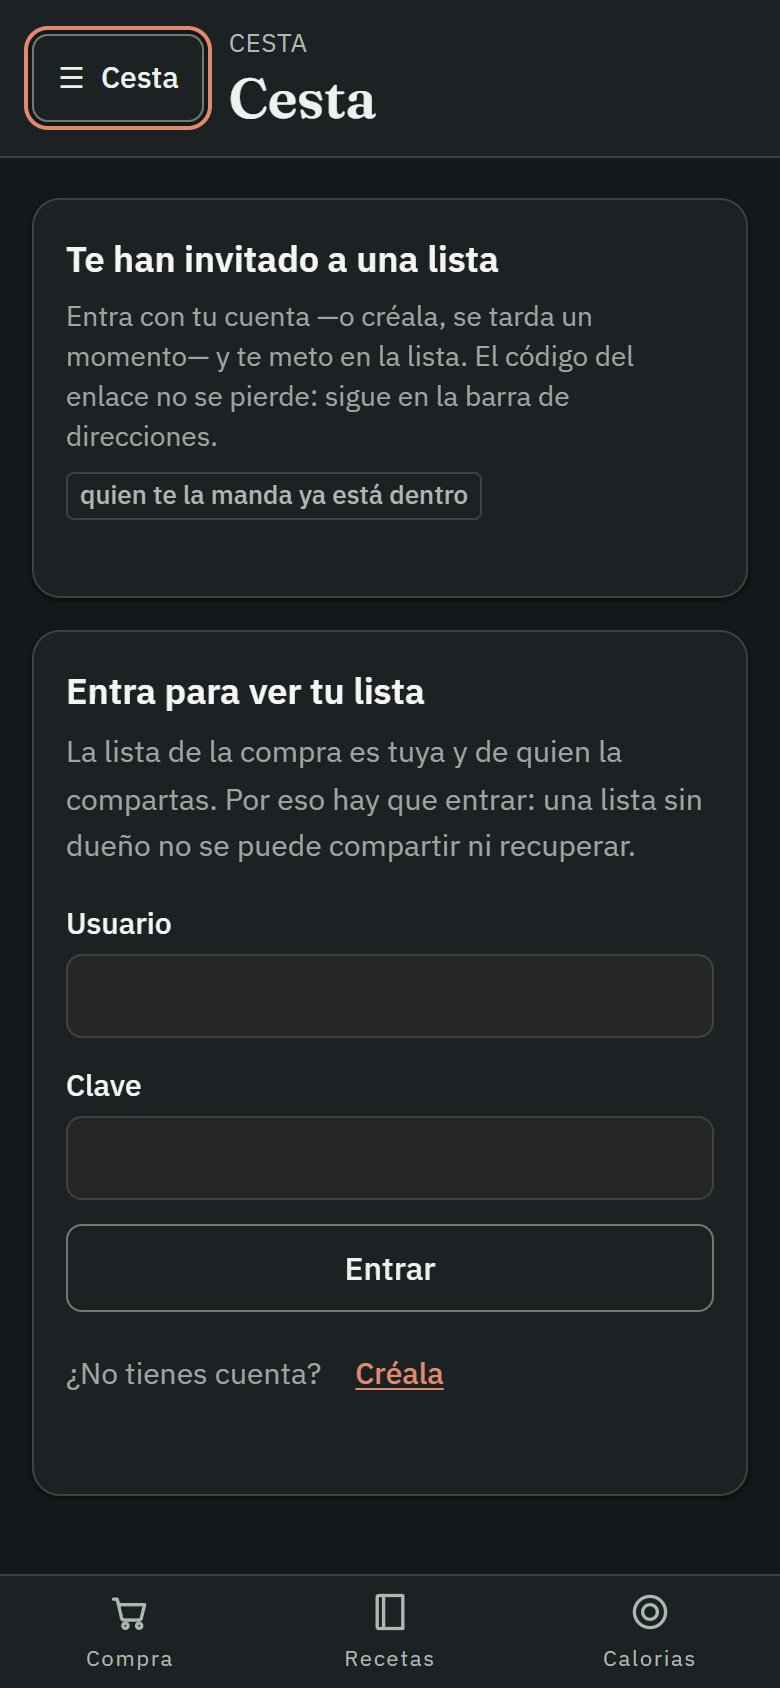 ☰ Cesta
CESTA
Cesta
Te han invitado a una lista
Entra con tu cuenta —o créala, se tarda un
momento— y te meto en la lista. El código del
enlace no se pierde: sigue en la barra de
direcciones.
quien te la manda ya está dentro
Entra para ver tu lista
La lista de la compra es tuya y de quien la
compartas. Por eso hay que entrar: una lista sin
dueño no se puede compartir ni recuperar.
Usuario
Clave
Entrar
¿No tienes cuenta? Créala
Compra Recetas Calorias